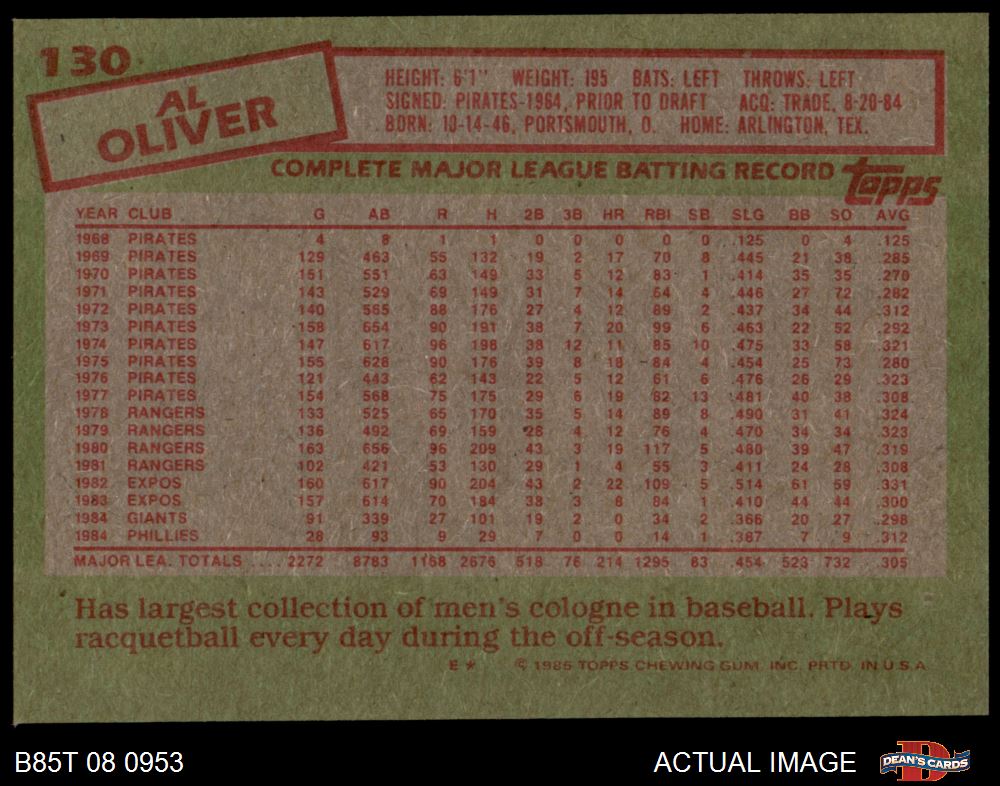 130
AL
OLIVER
HEIGHT: 6'1" WEIGHT: 195 BATS: LEFT THROWS: LEFT
SIGNED: PIRATES-1964, PRIOR TO DRAFT ACQ: TRADE, 8-20-84
BORN: 10-14-46, PORTSMOUTH, O. HOME: ARLINGTON, TEX.
COMPLETE MAJOR LEAGUE BATTING RECORD topps
YEAR CLUB G AB R H 2B 3B HR RBI SB SLG BB SO AVG
1968 PIRATES 4 8 1 1 0 0 0 0 0 .125 0 4 .125
1969 PIRATES 129 463 55 132 19 2 17 70 8 .445 21 38 .285
1970 PIRATES 151 551 63 149 33 5 12 83 1 .414 35 35 .270
1971 PIRATES 143 529 69 149 31 7 14 64 4 .446 27 72 .282
1972 PIRATES 140 565 88 176 27 4 12 89 2 .437 34 44 .312
1973 PIRATES 158 654 90 191 38 7 20 99 6 .463 22 52 .292
1974 PIRATES 147 617 96 198 38 12 11 85 10 .475 33 58 .321
1975 PIRATES 155 628 90 176 39 8 18 84 4 .454 25 73 .280
1976 PIRATES 121 443 62 143 22 5 12 61 6 .476 26 29 .323
1977 PIRATES 154 568 75 175 29 6 19 82 13 .481 40 38 .308
1978 RANGERS 133 525 65 170 35 5 14 89 8 .490 31 41 .324
1979 RANGERS 136 492 69 159 28 4 12 76 4 .470 34 34 .323
1980 RANGERS 163 656 96 209 43 3 19 117 5 .480 39 47 .319
1981 RANGERS 102 421 53 130 29 1 4 55 3 .411 24 28 .308
1982 EXPOS 160 617 90 204 43 2 22 109 5 .514 61 59 .331
1983 EXPOS 157 614 70 184 38 3 8 84 1 .410 44 44 .300
1984 GIANTS 91 339 27 101 19 2 0 34 2 .366 20 27 .298
1984 PHILLIES 28 93 9 29 7 0 0 14 1 .387 7 9 .312
MAJOR LEA. TOTALS .... 2272 8783 1168 2676 518 76 214 1295 83 .454 523 732 .305
Has largest collection of men's cologne in baseball. Plays
racquetball every day during the off-season.
E * © 1985 TOPPS CHEWING GUM, INC. PRTD. IN U.S.A.
B85T 08 0953 ACTUAL IMAGE DEAN'S CARDS